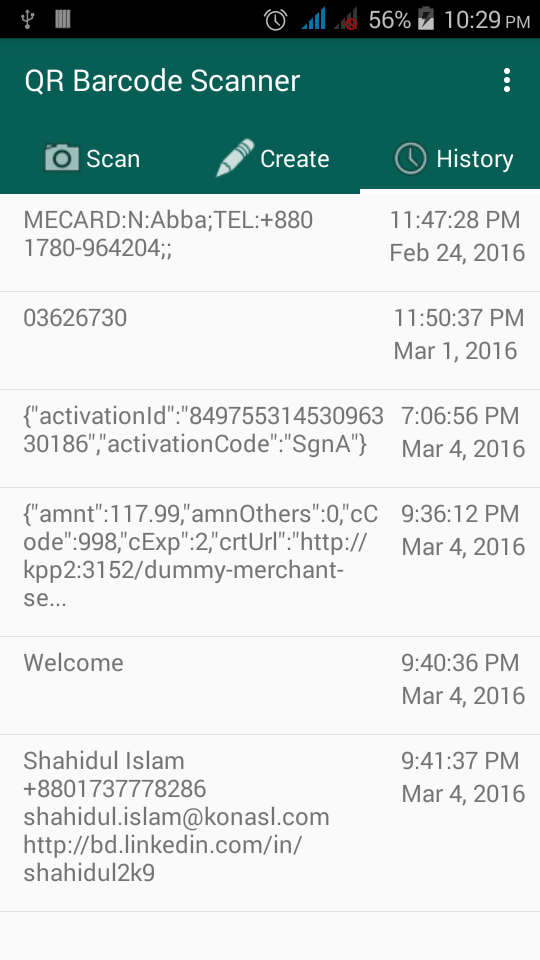 56% 10:29 PM
QR Barcode Scanner
Scan Create History
MECARD:N:Abba;TEL:+880
1780-964204;;
11:47:28 PM
Feb 24, 2016
03626730
11:50:37 PM
Mar 1, 2016
{"activationId":"849755314530963
30186","activationCode":"SgnA"}
7:06:56 PM
Mar 4, 2016
{"amnt":117.99,"amnOthers":0,"cC
ode":998,"cExp":2,"crtUrl":"http://
kpp2:3152/dummy-merchant-
se...
9:36:12 PM
Mar 4, 2016
Welcome
9:40:36 PM
Mar 4, 2016
Shahidul Islam
+8801737778286
shahidul.islam@konasl.com
http://bd.linkedin.com/in/
shahidul2k9
9:41:37 PM
Mar 4, 2016